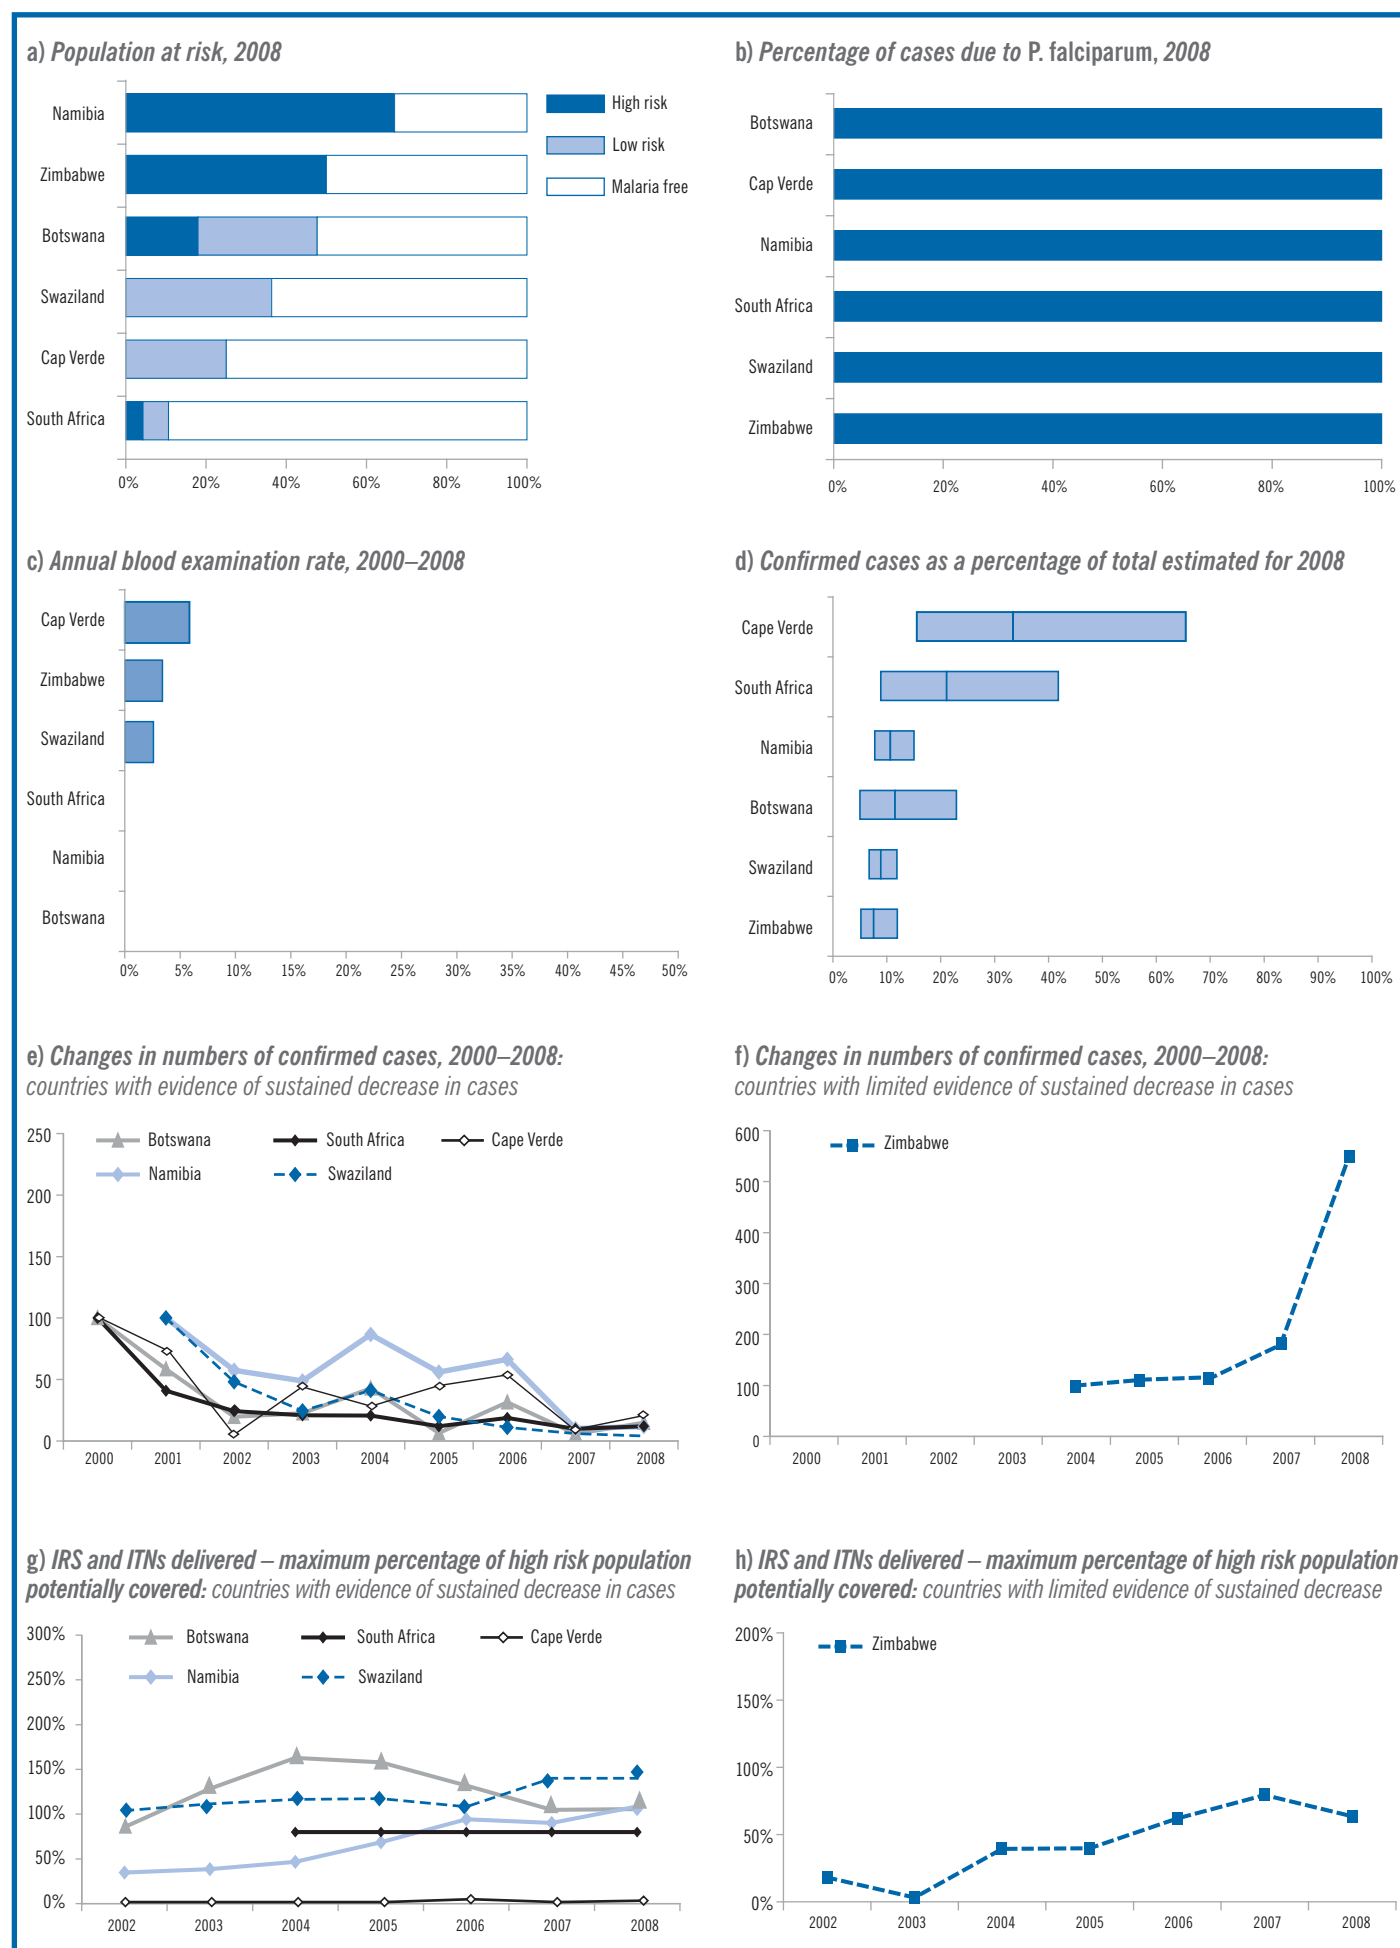 a) Population at risk, 2008
Namibia
Zimbabwe
Botswana
Swaziland
Cap Verde
South Africa
0% 20% 40% 60% 80% 100%
High risk
Low risk
Malaria free
b) Percentage of cases due to P. falciparum, 2008
Botswana
Cap Verde
Namibia
South Africa
Swaziland
Zimbabwe
0% 20% 40% 60% 80% 100%
c) Annual blood examination rate, 2000–2008
Cap Verde
Zimbabwe
Swaziland
South Africa
Namibia
Botswana
0% 5% 10% 15% 20% 25% 30% 35% 40% 45% 50%
d) Confirmed cases as a percentage of total estimated for 2008
Cape Verde
South Africa
Namibia
Botswana
Swaziland
Zimbabwe
0% 10% 20% 30% 40% 50% 60% 70% 80% 90% 100%
e) Changes in numbers of confirmed cases, 2000–2008:
countries with evidence of sustained decrease in cases
Botswana South Africa Cape Verde
Namibia Swaziland
250
200
150
100
50
0
2000 2001 2002 2003 2004 2005 2006 2007 2008
f) Changes in numbers of confirmed cases, 2000–2008:
countries with limited evidence of sustained decrease in cases
Zimbabwe
600
500
400
300
200
100
0
2000 2001 2002 2003 2004 2005 2006 2007 2008
g) IRS and ITNs delivered – maximum percentage of high risk population
potentially covered: countries with evidence of sustained decrease in cases
Botswana South Africa Cape Verde
Namibia Swaziland
300%
250%
200%
150%
100%
50%
0%
2002 2003 2004 2005 2006 2007 2008
h) IRS and ITNs delivered – maximum percentage of high risk population
potentially covered: countries with limited evidence of sustained decrease
Zimbabwe
200%
150%
100%
50%
0%
2002 2003 2004 2005 2006 2007 2008